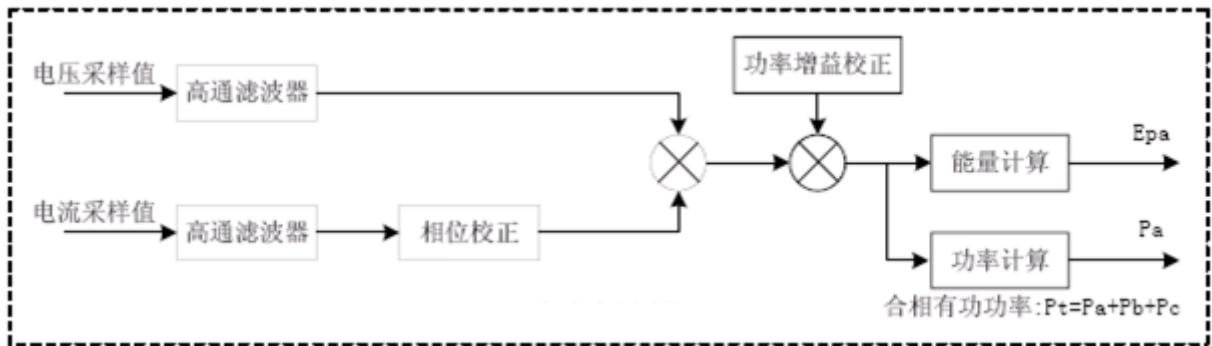 电压采样值
高通滤波器
功率增益校正
能量计算
Epa
电流采样值
高通滤波器
相位校正
功率计算
Pa
合相有功功率:Pt=Pa+Pb+Pc